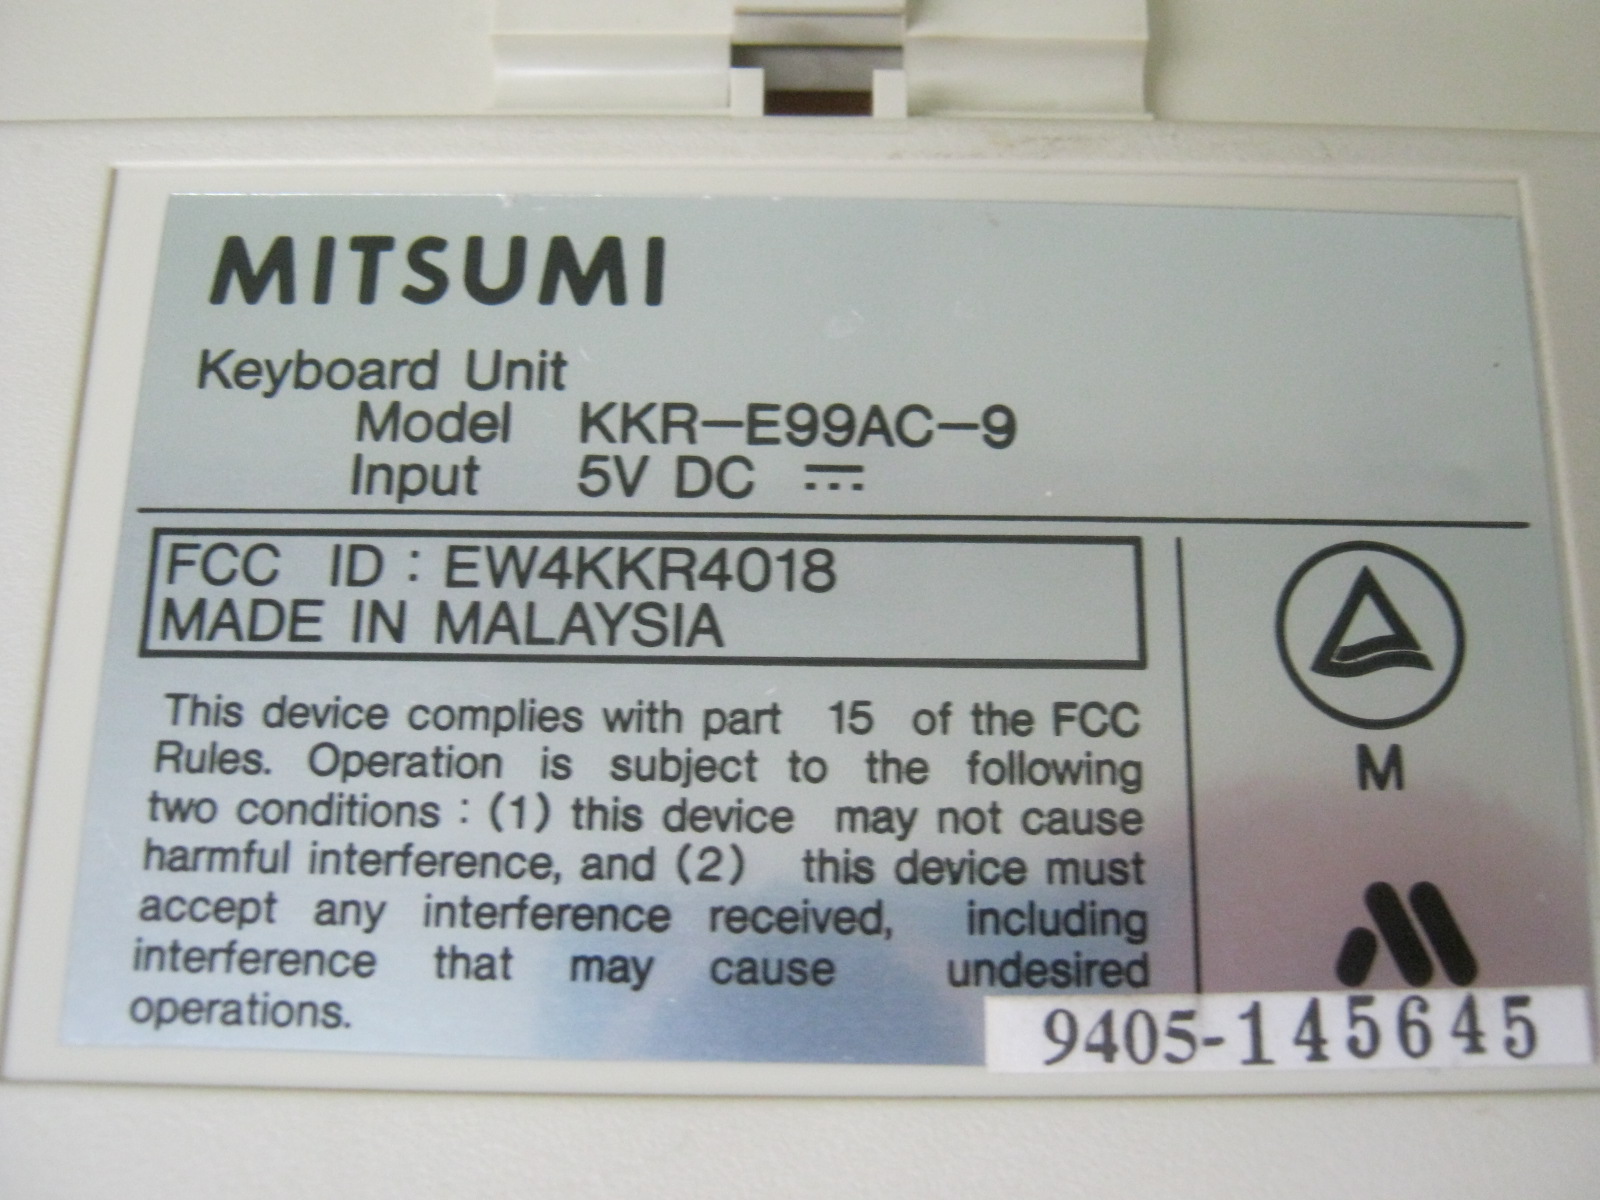 MITSUMI
Keyboard Unit
Model KKR-E99AC-9
Input 5V DC
FCC ID : EW4KKR4018
MADE IN MALAYSIA
This device complies with part 15 of the FCC
Rules. Operation is subject to the following
two conditions : (1) this device may not cause
harmful interference, and (2) this device must
accept any interference received, including
interference that may cause undesired
operations.
M
9405-145645